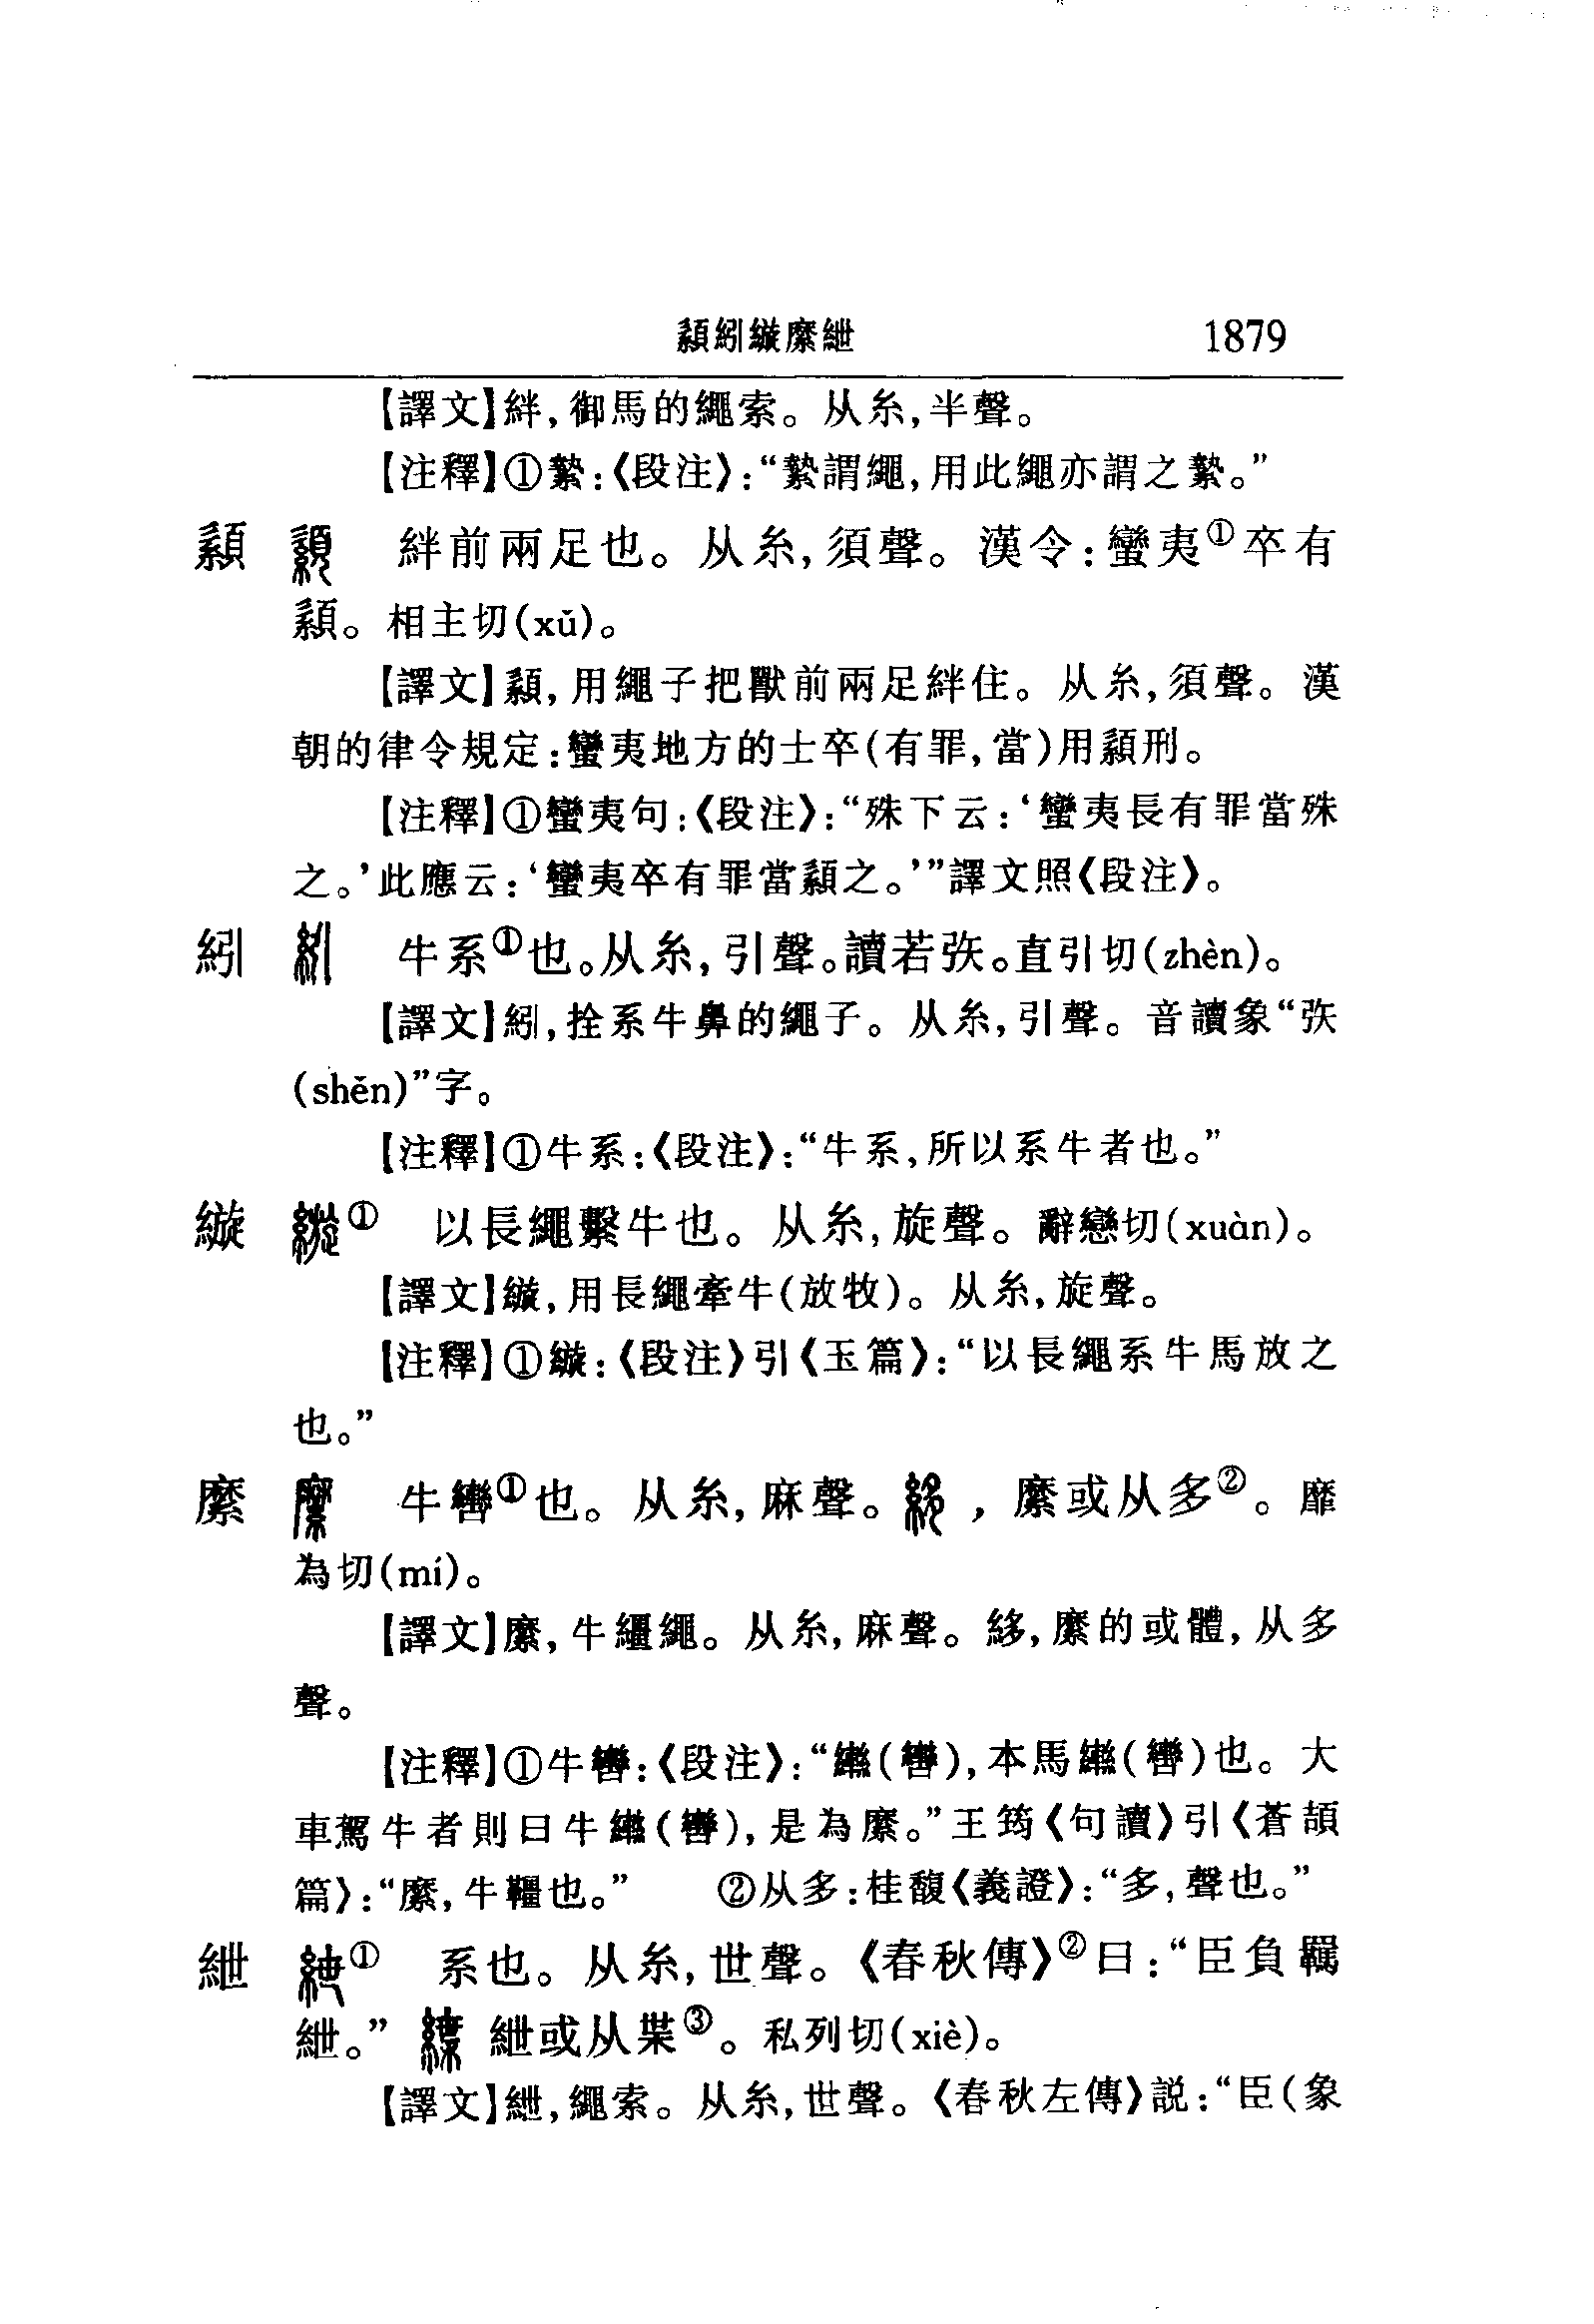 䋶紖縼縻紲 1879
【譯文】絆,御馬的繩索。从糸,半聲。
【注釋】①縶:《段注》:“縶謂繩,用此繩亦謂之縶。”
䋶 絆前兩足也。从糸,須聲。漢令:蠻夷①卒有
䋶。相主切(xǔ)。
【譯文】䋶,用繩子把獸前兩足絆住。从糸,須聲。漢
朝的律令規定:蠻夷地方的士卒(有罪,當)用䋶刑。
【注釋】①蠻夷句:《段注》:“殊下云:‘蠻夷長有罪當殊
之。’此應云:‘蠻夷卒有罪當䋶之。’”譯文照《段注》。
紖 牛系①也。从糸,引聲。讀若矤。直引切(zhèn)。
【譯文】紖,拴系牛鼻的繩子。从糸,引聲。音讀象“矤
(shěn)”字。
【注釋】①牛系:《段注》:“牛系,所以系牛者也。”
縼 ① 以長繩繫牛也。从糸,旋聲。辭戀切(xuàn)。
【譯文】縼,用長繩牽牛(放牧)。从糸,旋聲。
【注釋】①縼:《段注》引《玉篇》:“以長繩系牛馬放之
也。”
縻 牛轡①也。从糸,麻聲。 , 縻或从多②。靡
為切(mí)。
【譯文】縻,牛繮繩。从糸,麻聲。䋾,縻的或體,从多
聲。
【注釋】①牛轡:《段注》:“(轡),本馬(轡)也。大
車駕牛者則曰牛(轡),是為縻。”王筠《句讀》引《蒼頡
篇》:“縻,牛韁也。” ②从多:桂馥《義證》:“多,聲也。”
紲 ① 系也。从糸,世聲。《春秋傳》②曰:“臣負羈
紲。” 紲或从枼③。私列切(xiè)。
【譯文】紲,繩索。从糸,世聲。《春秋左傳》説:“臣(象